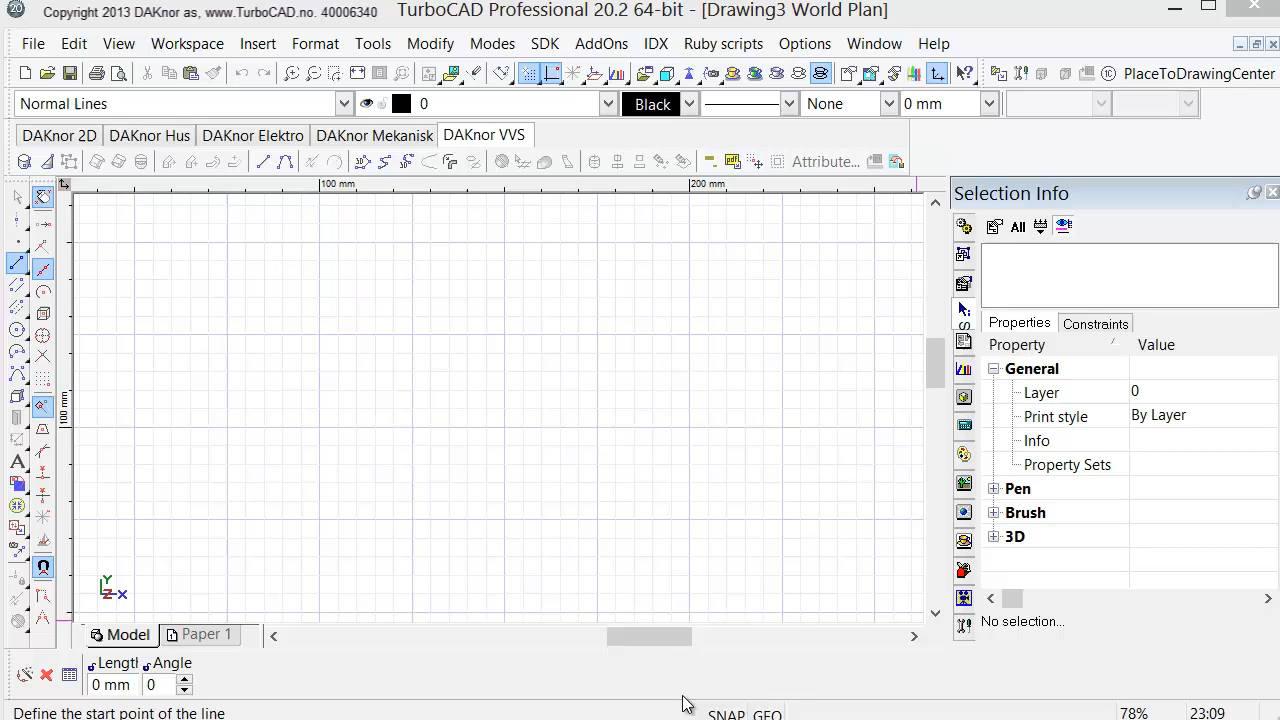 Copyright 2013 DAKnor as, www.TurboCAD.no. 40006340 TurboCAD Professional 20.2 64-bit - [Drawing3 World Plan]
File Edit View Workspace Insert Format Tools Modify Modes SDK AddOns IDX Ruby scripts Options Window Help
PlaceToDrawingCenter
Normal Lines 0 Black None 0 mm
DAKnor 2D DAKnor Hus DAKnor Elektro DAKnor Mekanisk DAKnor VVS
Attribute...
100 mm 200 mm
Selection Info
All
Properties Constraints
Property Value
General
Layer 0
Print style By Layer
Info
Property Sets
Pen
Brush
3D
100 mm
Y
Z X
No selection...
Model Paper 1
Length Angle
0 mm 0
Define the start point of the line SNAP GEO 78% 23:09